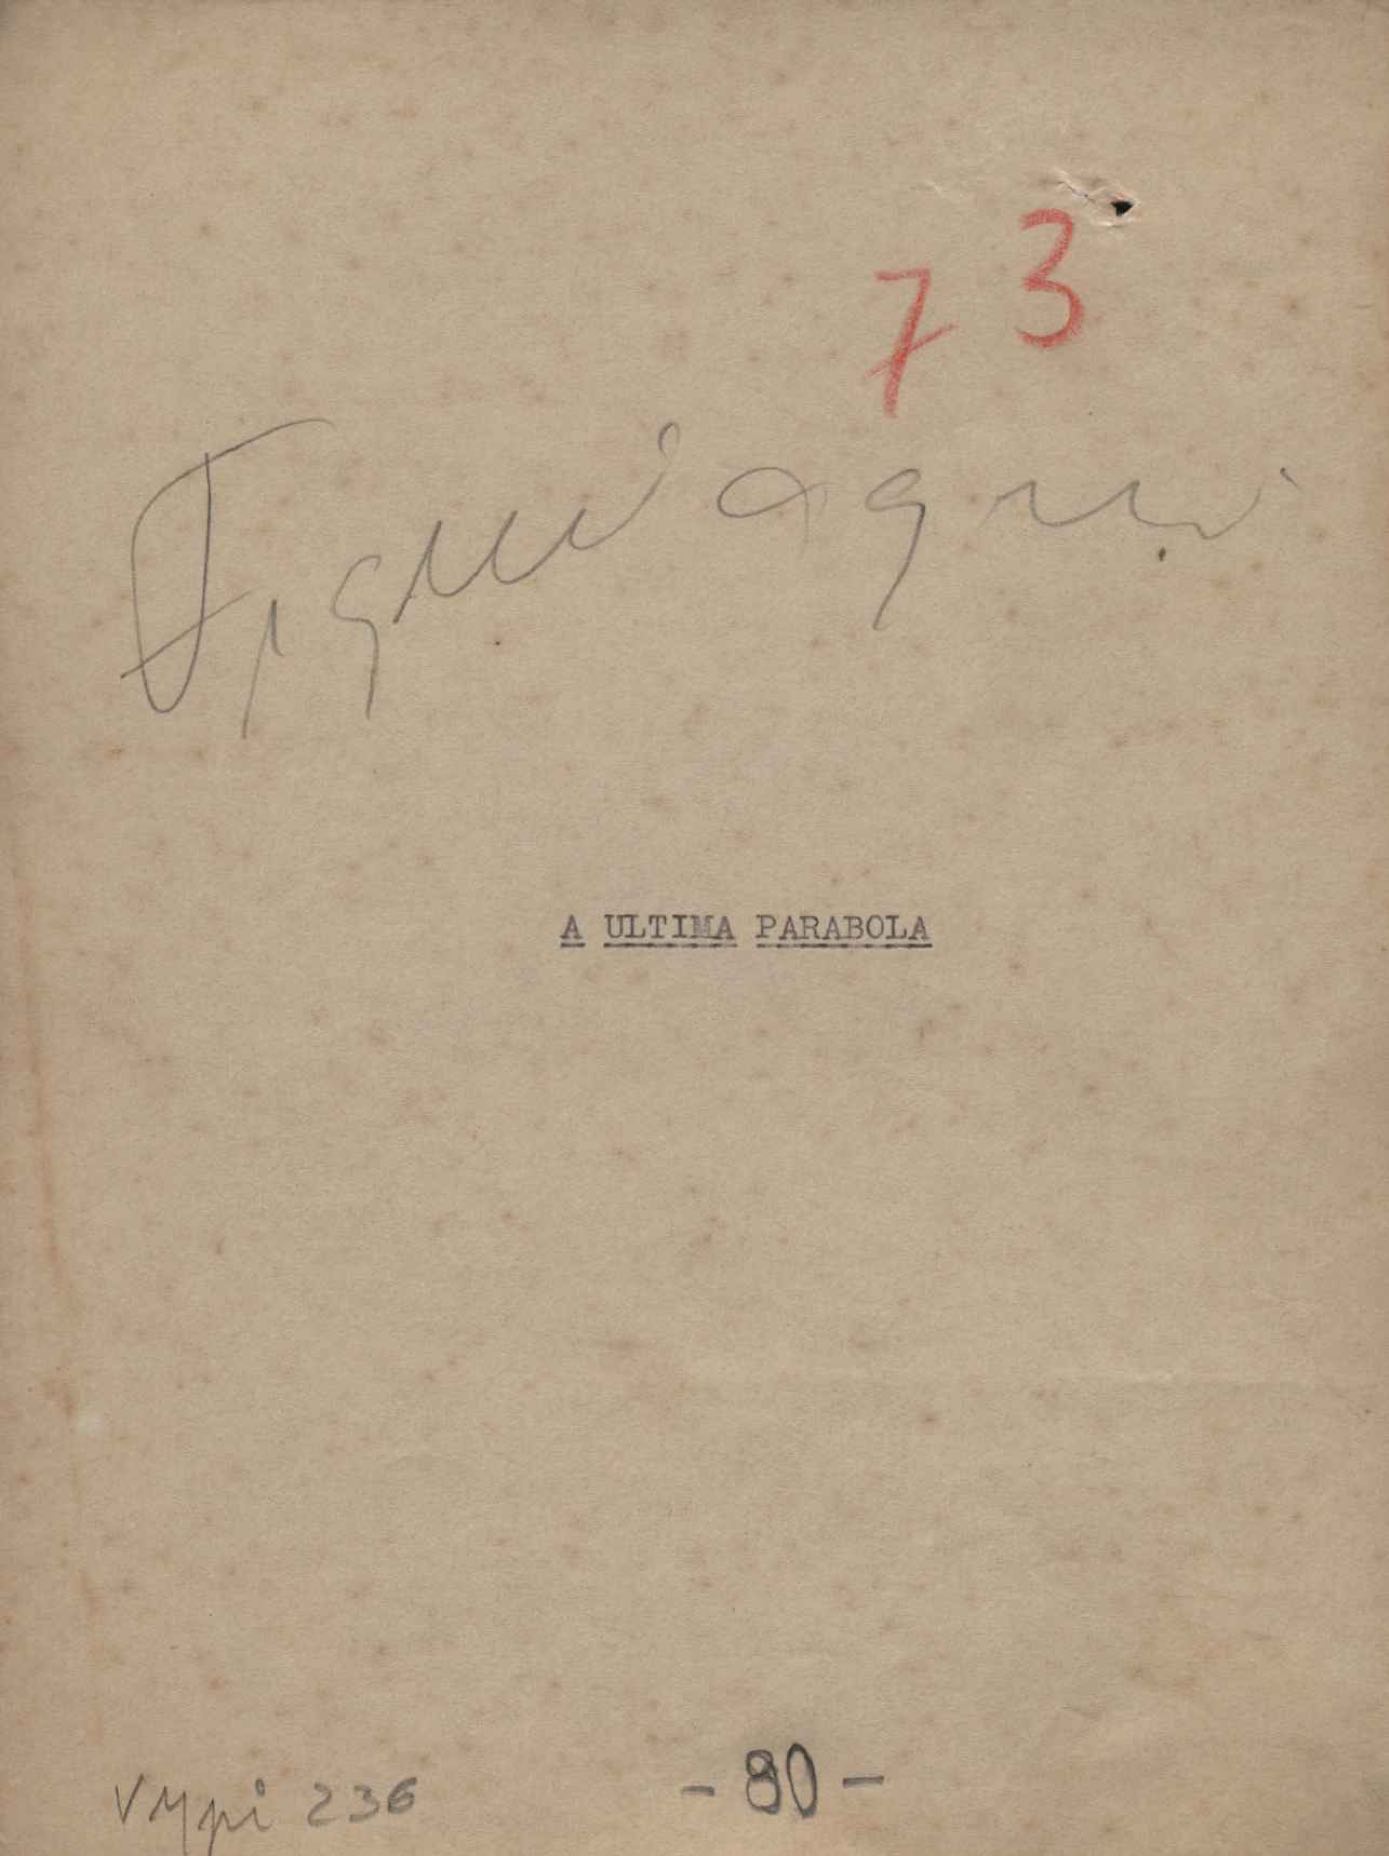 73
A ULTIMA PARABOLA
VMpi 236
- 80 -